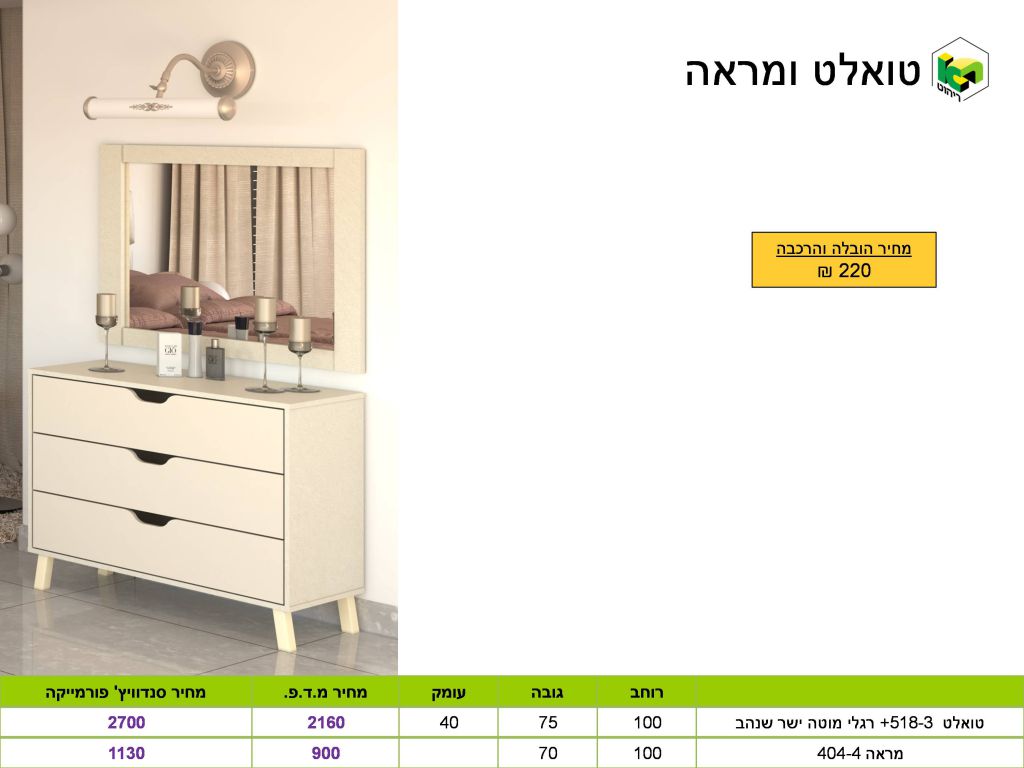 טואלט ומראה
ריהוט
מחיר הובלה והרכבה
220 ₪
רוחב גובה עומק מחיר מ.ד.פ. מחיר סנדוויץ' פורמייקה
טואלט 518-3+ רגלי מוטה ישר שנהב 100 75 40 2160 2700
מראה 404-4 100 70 900 1130